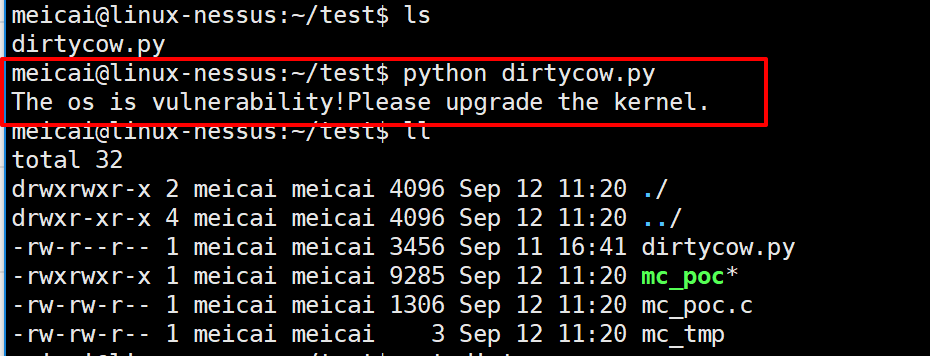 meicai@linux-nessus:~/test$ ls
dirtycow.py
meicai@linux-nessus:~/test$ python dirtycow.py
The os is vulnerability!Please upgrade the kernel.
meicai@linux-nessus:~/test$ ll
total 32
drwxrwxr-x 2 meicai meicai 4096 Sep 12 11:20 ./
drwxr-xr-x 4 meicai meicai 4096 Sep 12 11:20 ../
-rw-r--r-- 1 meicai meicai 3456 Sep 11 16:41 dirtycow.py
-rwxrwxr-x 1 meicai meicai 9285 Sep 12 11:20 mc_poc*
-rw-rw-r-- 1 meicai meicai 1306 Sep 12 11:20 mc_poc.c
-rw-rw-r-- 1 meicai meicai    3 Sep 12 11:20 mc_tmp